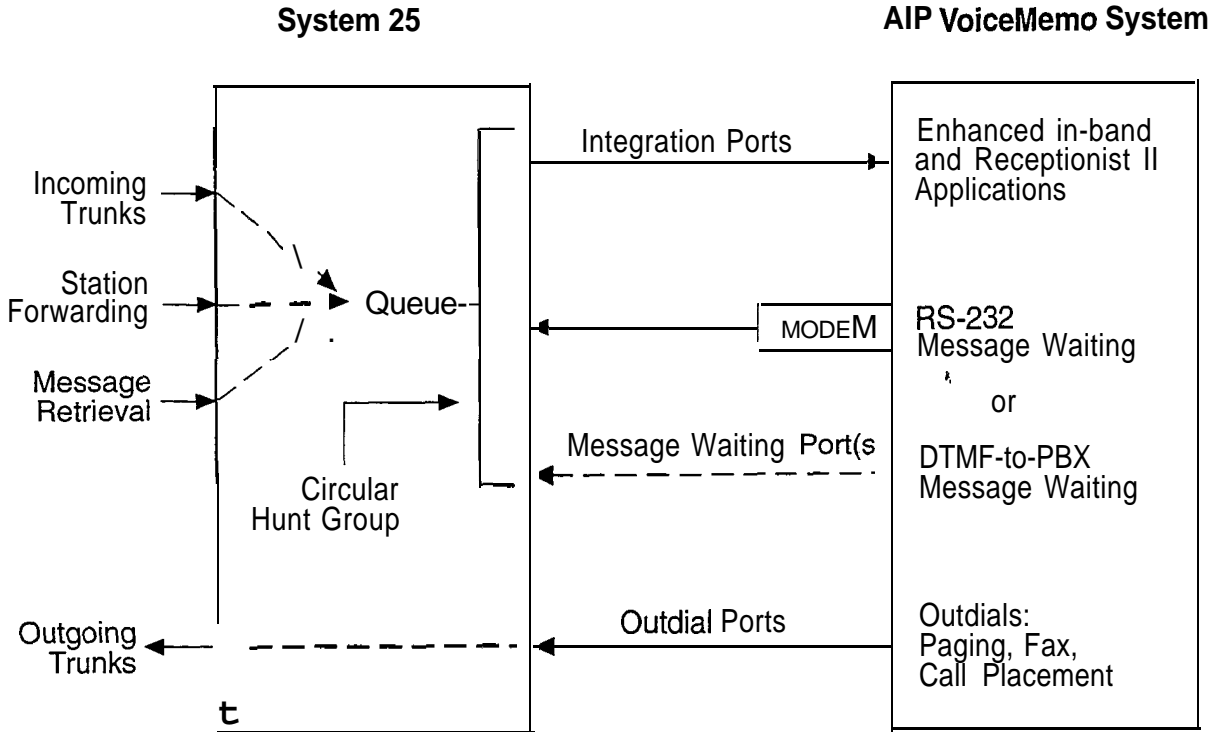 System 25
AIP VoiceMemo System
Incoming
Trunks
Station
Forwarding
Message
Retrieval
Queue
Circular
Hunt Group
Outgoing
Trunks
t
Integration Ports
MODEM
Message Waiting Port(s
Outdial Ports
Enhanced in-band
and Receptionist II
Applications
RS-232
Message Waiting
or
DTMF-to-PBX
Message Waiting
Outdials:
Paging, Fax,
Call Placement